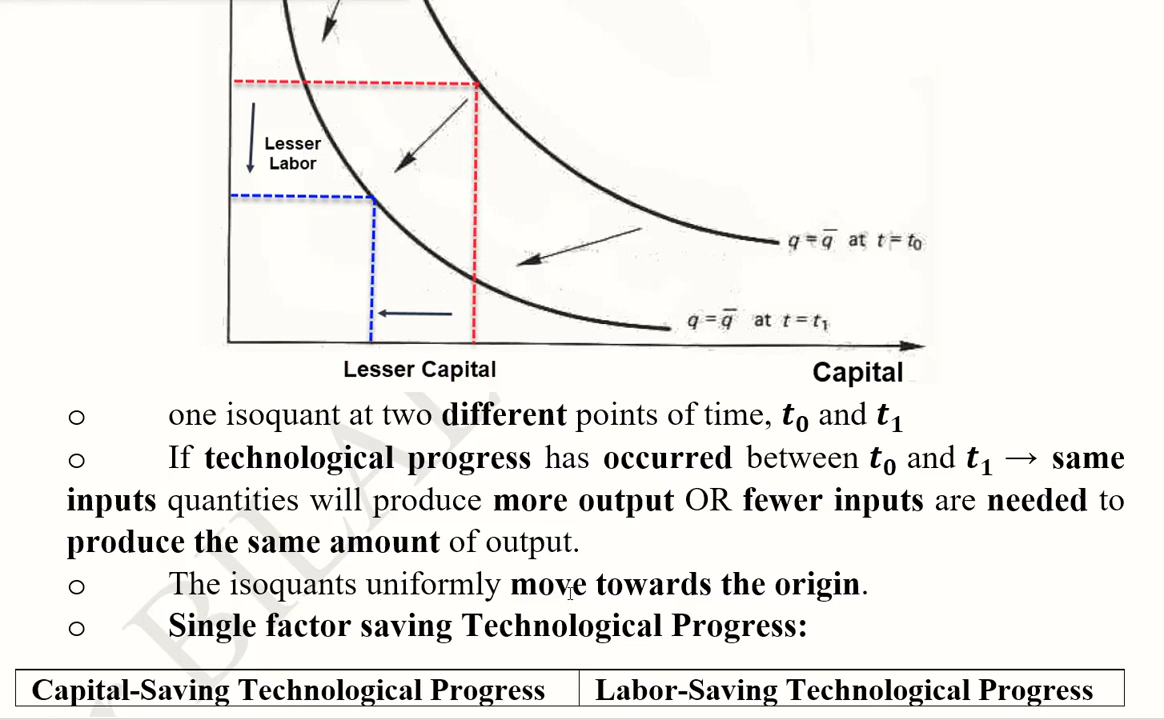 Lesser
Labor
q = q̅ at t = t₀
q = q̅ at t = t₁
Lesser Capital
Capital
o one isoquant at two different points of time, t₀ and t₁
o If technological progress has occurred between t₀ and t₁ → same
inputs quantities will produce more output OR fewer inputs are needed to
produce the same amount of output.
o The isoquants uniformly move towards the origin.
o Single factor saving Technological Progress:
Capital-Saving Technological Progress
Labor-Saving Technological Progress